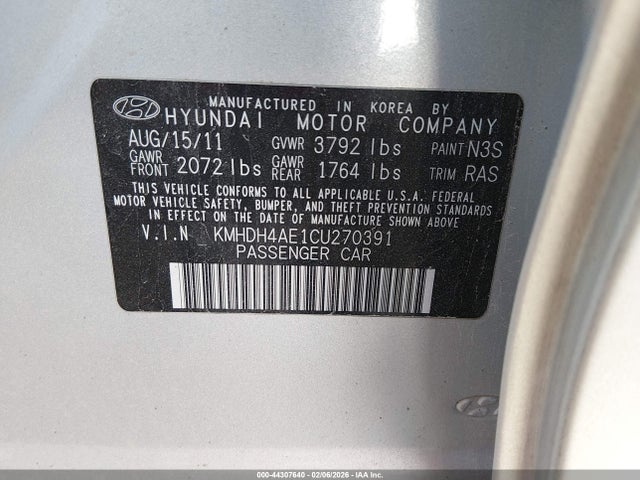 MANUFACTURED IN KOREA BY
HYUNDAI MOTOR COMPANY
AUG/15/11 GVWR 3792 lbs PAINT N3S
GAWR FRONT 2072 lbs GAWR REAR 1764 lbs TRIM RAS
THIS VEHICLE CONFORMS TO ALL APPLICABLE U.S.A. FEDERAL
MOTOR VEHICLE SAFETY, BUMPER, AND THEFT PREVENTION STANDARDS
IN EFFECT ON THE DATE OF MANUFACTURE SHOWN ABOVE
V.I.N KMHDH4AE1CU270391
PASSENGER CAR
000-44307640 - 02/06/2026 - COPYRIGHT IAA, Inc.